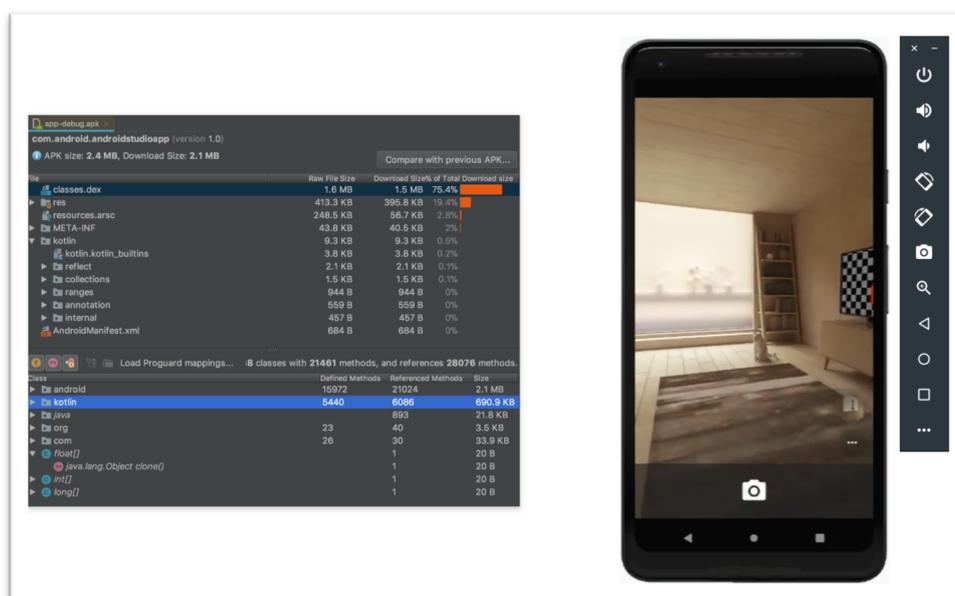 app-debug.apk ×
com.android.androidstudioapp (version 1.0)
APK size: 2.4 MB, Download Size: 2.1 MB
Compare with previous APK...
File Raw File Size Download Size % of Total Download size
classes.dex 1.6 MB 1.5 MB 75.4%
res 413.3 KB 395.8 KB 19.4%
resources.arsc 248.5 KB 56.7 KB 2.8%
META-INF 43.8 KB 40.5 KB 2%
kotlin 9.3 KB 9.3 KB 0.5%
kotlin.kotlin_builtins 3.8 KB 3.8 KB 0.2%
reflect 2.1 KB 2.1 KB 0.1%
collections 1.5 KB 1.5 KB 0.1%
ranges 944 B 944 B 0%
annotation 559 B 559 B 0%
internal 457 B 457 B 0%
AndroidManifest.xml 684 B 684 B 0%
Load Proguard mappings... 8 classes with 21461 methods, and references 28076 methods.
Class Defined Methods Referenced Methods Size
android 15972 21024 2.1 MB
kotlin 5440 6086 690.9 KB
java 893 21.8 KB
org 23 40 3.5 KB
com 26 30 33.9 KB
float[] 1 20 B
java.lang.Object clone() 1 20 B
int[] 1 20 B
long[] 1 20 B